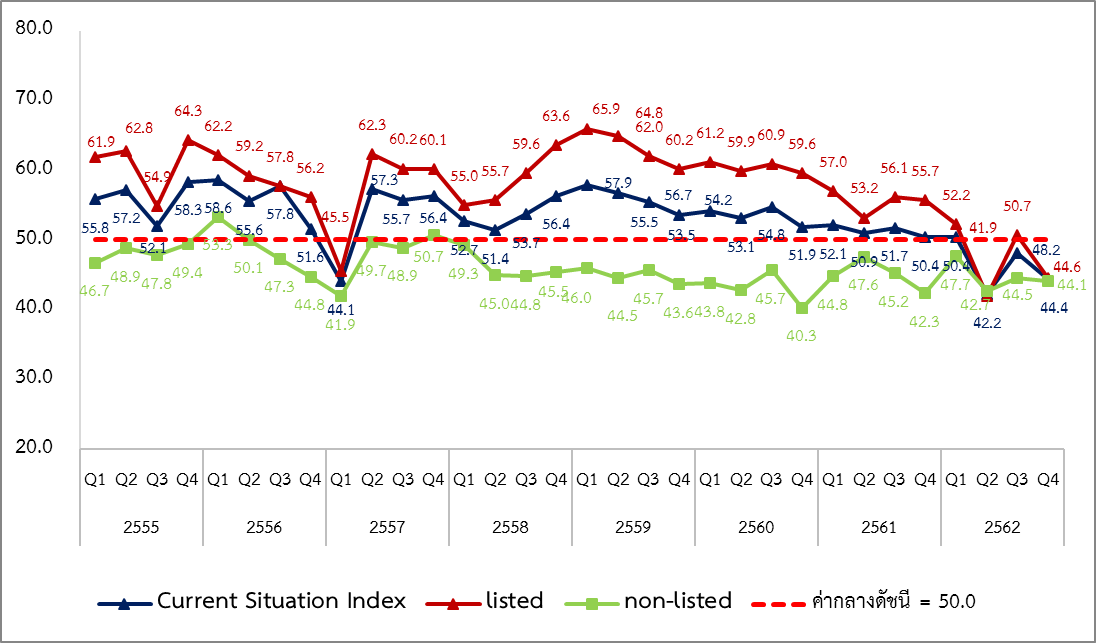 80.0
70.0
60.0
50.0
40.0
30.0
20.0
61.9 62.8 54.9 64.3 62.2 59.2 57.8 56.2 45.5 62.3 60.2 60.1 55.0 55.7 59.6 63.6 65.9 64.8 62.0 60.2 61.2 59.9 60.9 59.6 57.0 53.2 56.1 55.7 52.2 41.9 50.7 44.6
55.8 57.2 52.1 58.3 58.6 55.6 57.8 51.6 44.1 57.3 55.7 56.4 52.7 51.4 53.7 56.4 57.9 55.5 56.7 53.5 54.2 53.1 54.8 51.9 52.1 50.9 51.7 50.4 50.4 42.2 48.2 44.4
46.7 48.9 47.8 49.4 53.3 50.1 47.3 44.8 41.9 49.7 48.9 50.7 49.3 45.0 44.8 45.5 46.0 44.5 45.7 43.6 43.8 42.8 45.7 40.3 44.8 47.6 45.2 42.3 47.7 42.7 44.5 44.1
Q1 Q2 Q3 Q4 Q1 Q2 Q3 Q4 Q1 Q2 Q3 Q4 Q1 Q2 Q3 Q4 Q1 Q2 Q3 Q4 Q1 Q2 Q3 Q4 Q1 Q2 Q3 Q4 Q1 Q2 Q3 Q4
2555 2556 2557 2558 2559 2560 2561 2562
Current Situation Index listed non-listed ค่ากลางดัชนี = 50.0